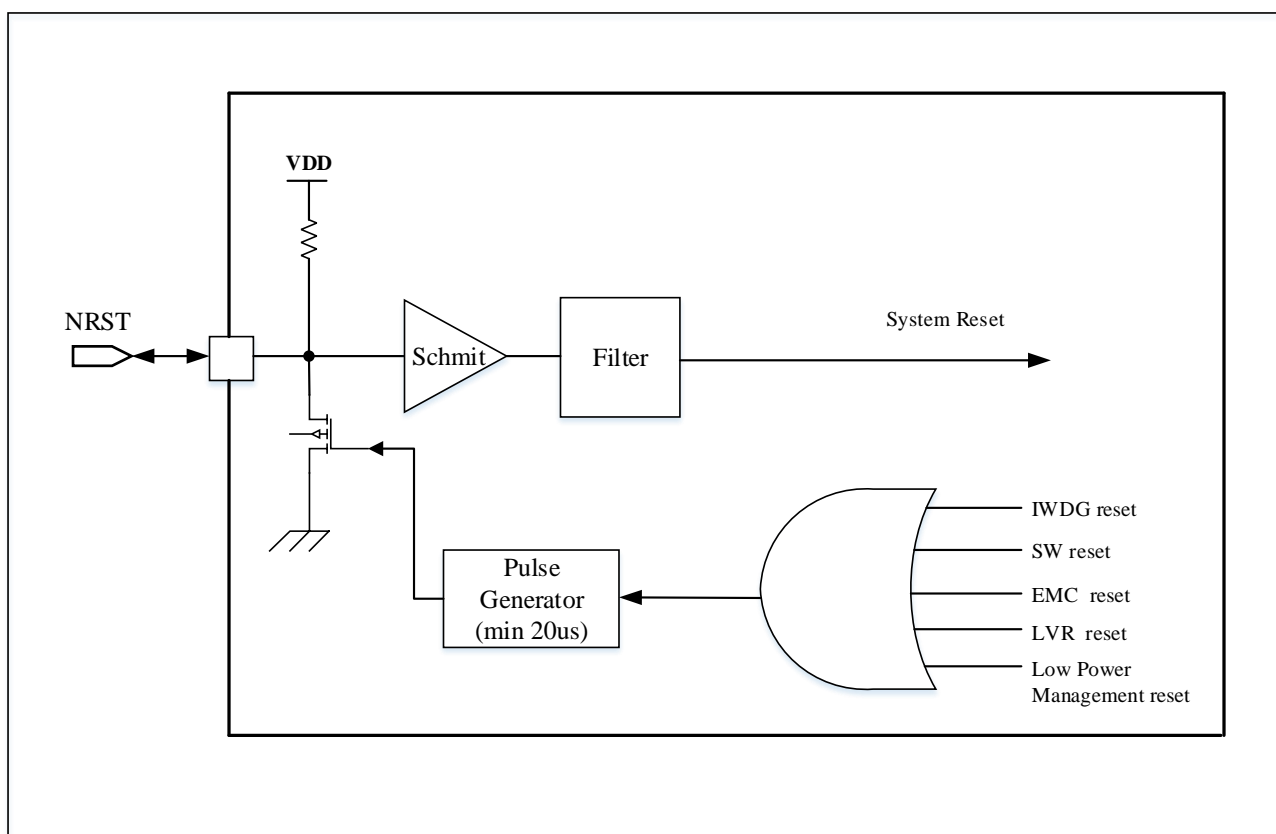 VDD
NRST
Schmit
Filter
System Reset
Pulse
Generator
(min 20us)
IWDG reset
SW reset
EMC reset
LVR reset
Low Power
Management reset